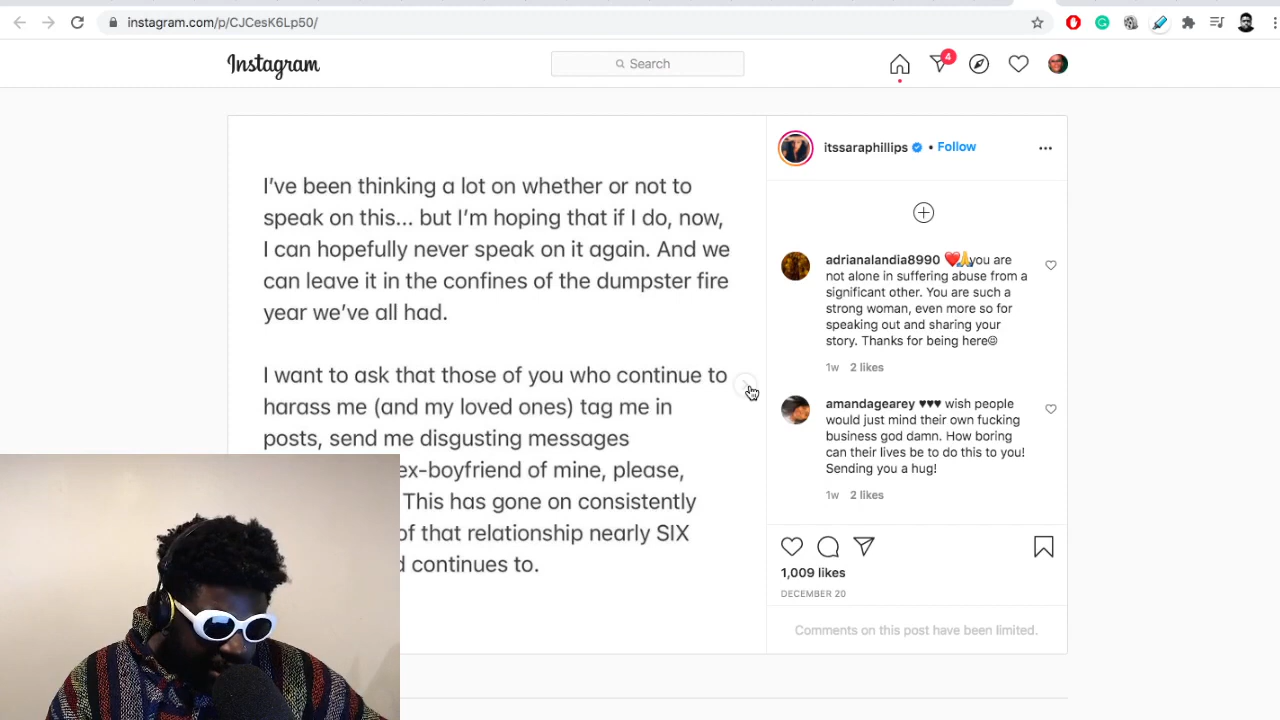 instagram.com/p/CJCesK6Lp50/
Instagram
Search
4
I've been thinking a lot on whether or not to
speak on this... but I'm hoping that if I do, now,
I can hopefully never speak on it again. And we
can leave it in the confines of the dumpster fire
year we've all had.
I want to ask that those of you who continue to
harass me (and my loved ones) tag me in
posts, send me disgusting messages
ex-boyfriend of mine, please,
This has gone on consistently
of that relationship nearly SIX
d continues to.
itssaraphillips • Follow
adrianalandia8990 ❤️🙏you are
not alone in suffering abuse from a
significant other. You are such a
strong woman, even more so for
speaking out and sharing your
story. Thanks for being here☺
1w 2 likes
amandagearey ♥♥♥ wish people
would just mind their own fucking
business god damn. How boring
can their lives be to do this to you!
Sending you a hug!
1w 2 likes
1,009 likes
DECEMBER 20
Comments on this post have been limited.